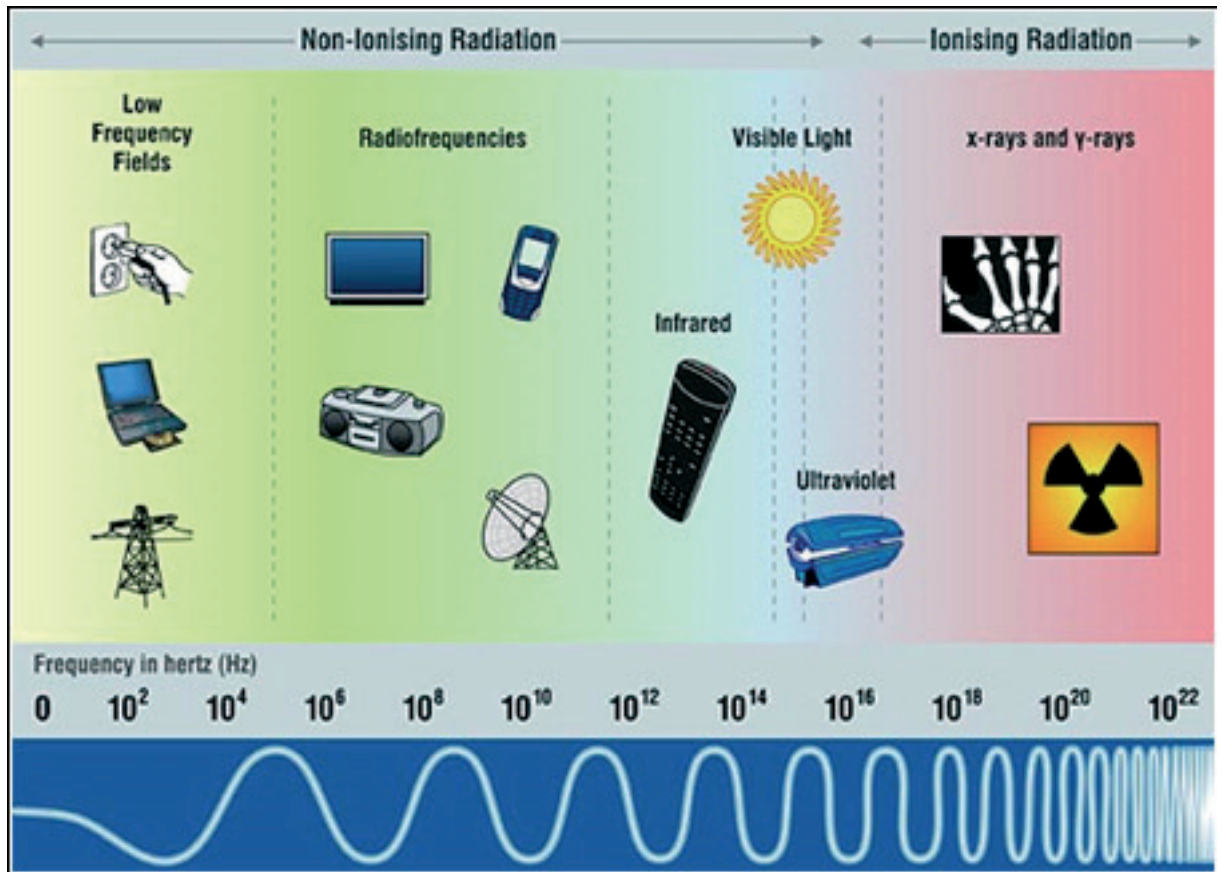 Non-Ionising Radiation
Ionising Radiation
Low
Frequency
Fields
Radiofrequencies
Visible Light
x-rays and γ-rays
Infrared
Ultraviolet
Frequency in hertz (Hz)
0 10² 10⁴ 10⁶ 10⁸ 10¹⁰ 10¹² 10¹⁴ 10¹⁶ 10¹⁸ 10²⁰ 10²²